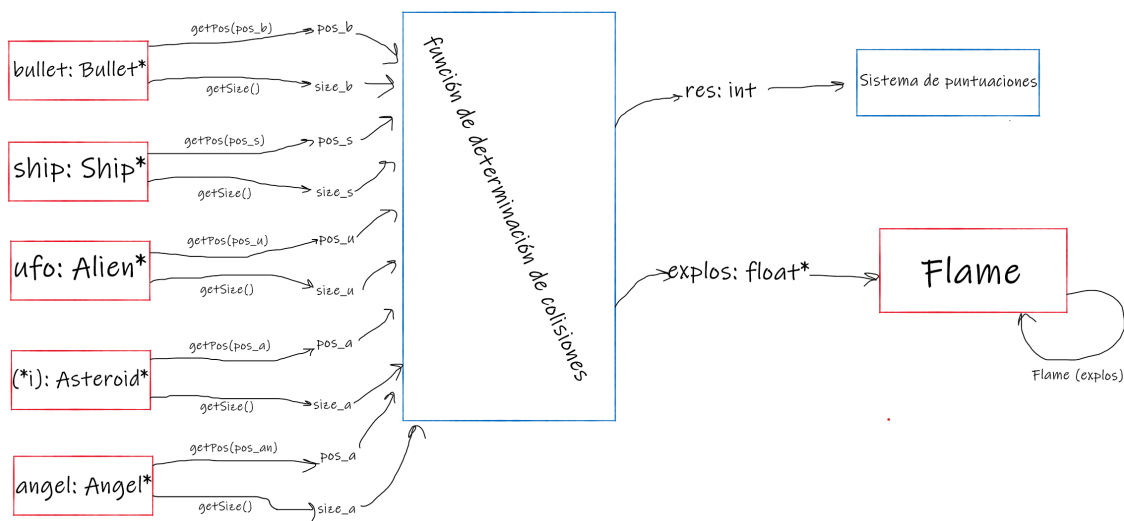 getPos(pos_b)
pos_b
bullet: Bullet*
getSize()
size_b
getPos(pos_s)
pos_s
ship: Ship*
getSize()
size_s
getPos(pos_u)
pos_u
ufo: Alien*
getSize()
size_u
getPos(pos_a)
pos_a
(*i): Asteroid*
getSize()
size_a
getPos(pos_an)
pos_a
angel: Angel*
getSize()
size_a
función de determinación de colisiones
res: int
Sistema de puntuaciones
explos: float*
Flame
Flame (explos)